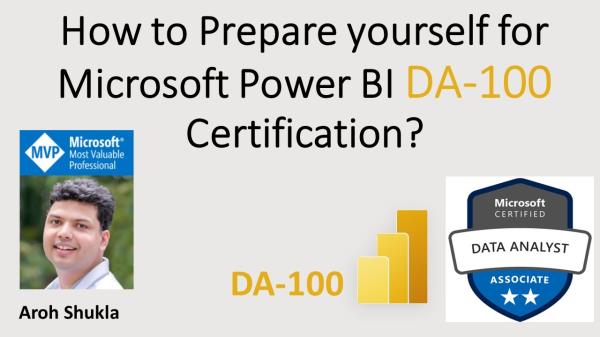 How to Prepare yourself for
Microsoft Power BI DA-100
Certification?
MVP
Microsoft®
Most Valuable
Professional
Aroh Shukla
DA-100
Microsoft
CERTIFIED
DATA ANALYST
ASSOCIATE